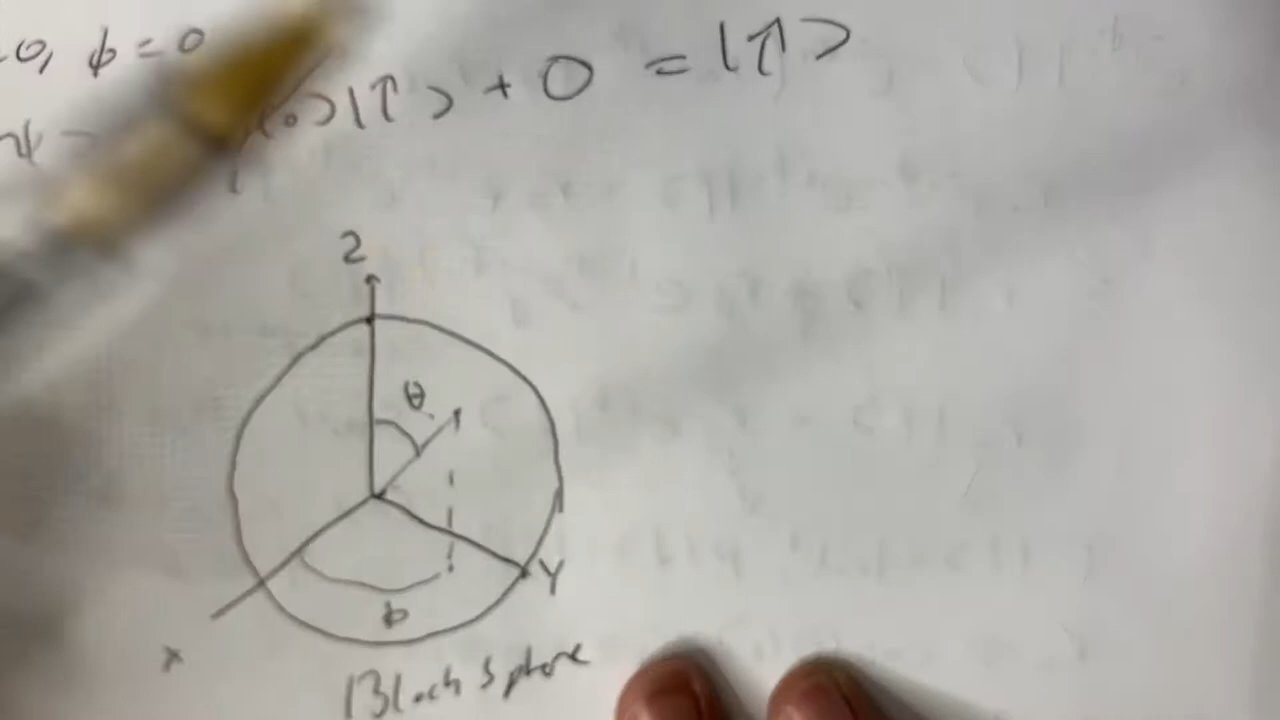 0, ϕ = 0
ψ
(0)|↑> + 0 = |↑>
Z
θ
Y
ϕ
x
Bloch Sphere